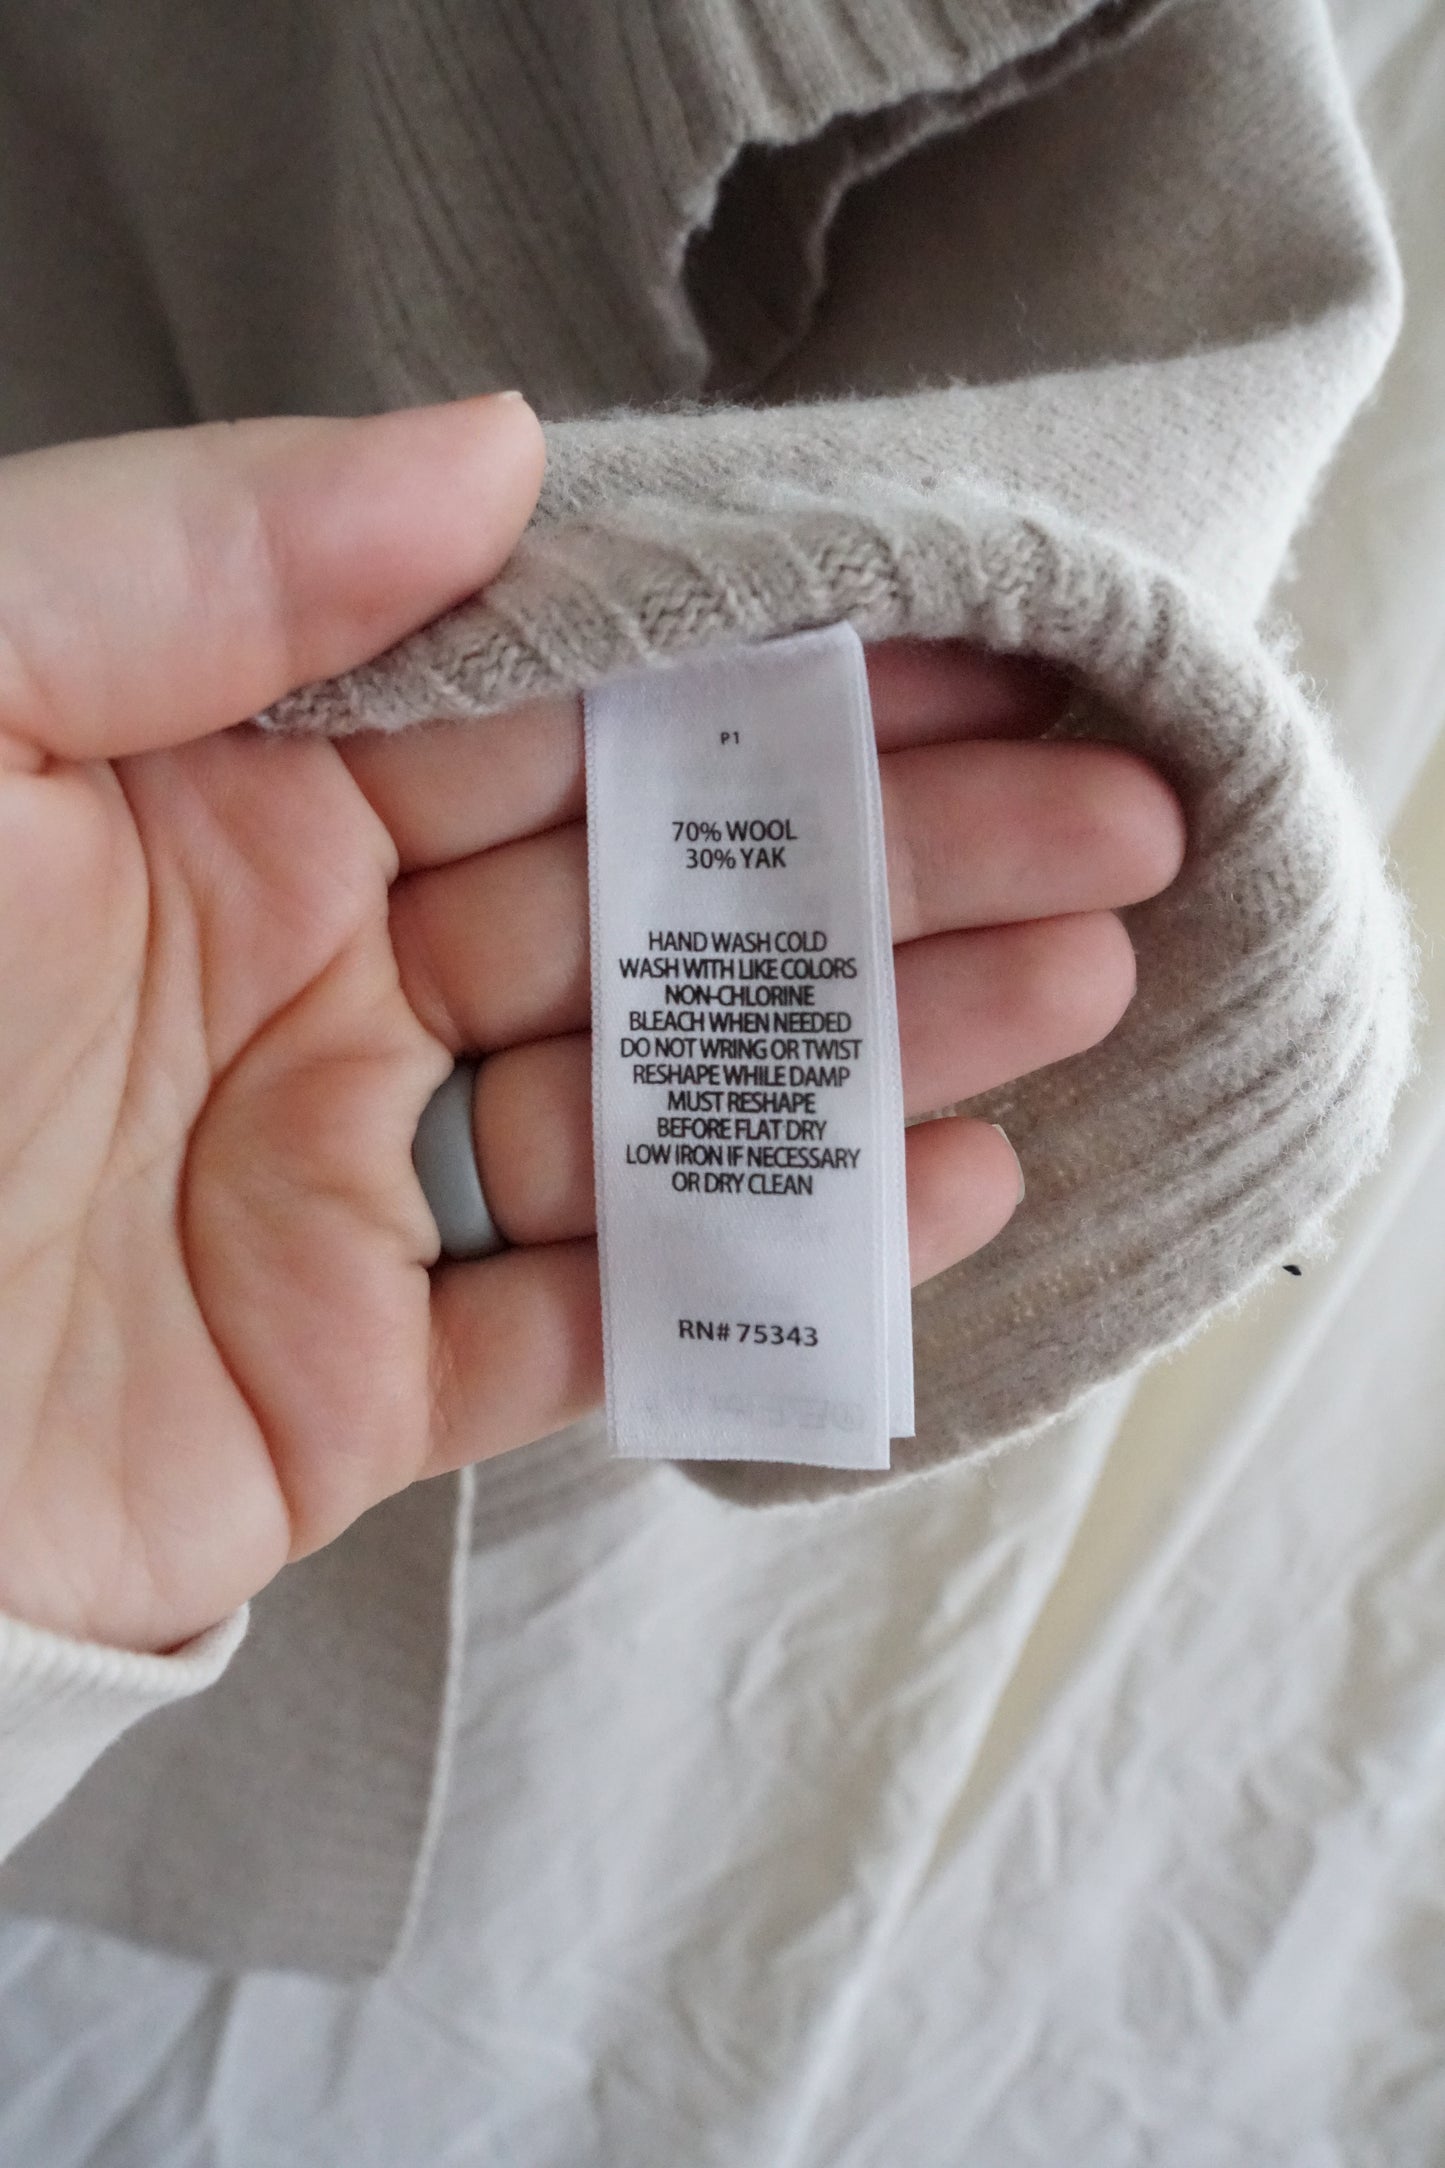 P1
70% WOOL
30% YAK
HAND WASH COLD
WASH WITH LIKE COLORS
NON-CHLORINE
BLEACH WHEN NEEDED
DO NOT WRING OR TWIST
RESHAPE WHILE DAMP
MUST RESHAPE
BEFORE FLAT DRY
LOW IRON IF NECESSARY
OR DRY CLEAN
RN# 75343